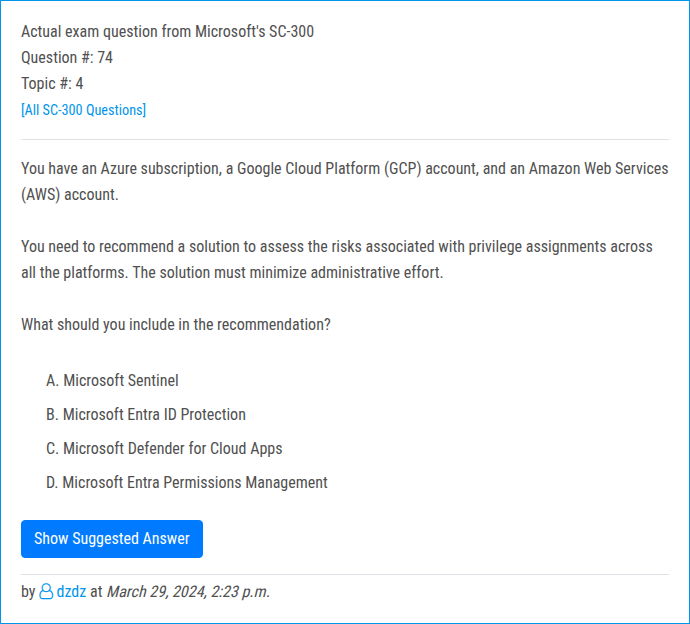 Actual exam question from Microsoft's SC-300
Question #: 74
Topic #: 4
[All SC-300 Questions]
You have an Azure subscription, a Google Cloud Platform (GCP) account, and an Amazon Web Services
(AWS) account.
You need to recommend a solution to assess the risks associated with privilege assignments across
all the platforms. The solution must minimize administrative effort.
What should you include in the recommendation?
A. Microsoft Sentinel
B. Microsoft Entra ID Protection
C. Microsoft Defender for Cloud Apps
D. Microsoft Entra Permissions Management
Show Suggested Answer
by dzdz at March 29, 2024, 2:23 p.m.